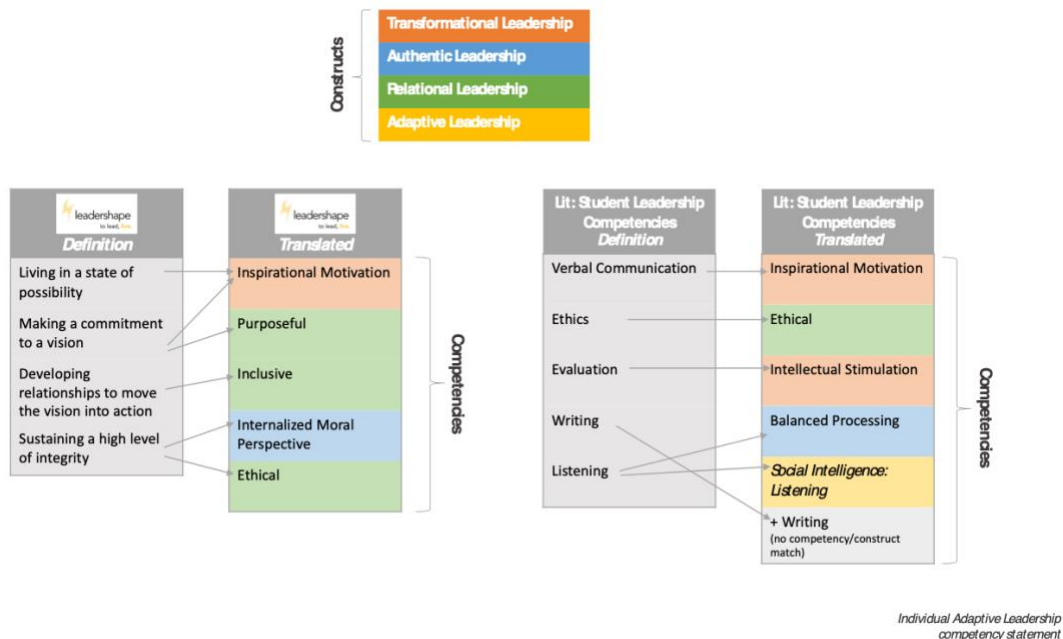 Constructs
Transformational Leadership
Authentic Leadership
Relational Leadership
Adaptive Leadership
leadershape
to lead, live.
Definition
Living in a state of
possibility
Making a commitment
to a vision
Developing
relationships to move
the vision into action
Sustaining a high level
of integrity
leadershape
to lead, live.
Translated
Inspirational Motivation
Purposeful
Inclusive
Internalized Moral
Perspective
Ethical
Competencies
Lit: Student Leadership
Competencies
Definition
Verbal Communication
Ethics
Evaluation
Writing
Listening
Lit: Student Leadership
Competencies
Translated
Inspirational Motivation
Ethical
Intellectual Stimulation
Balanced Processing
Social Intelligence:
Listening
+ Writing
(no competency/construct
match)
Competencies
Individual Adaptive Leadership
competency statement